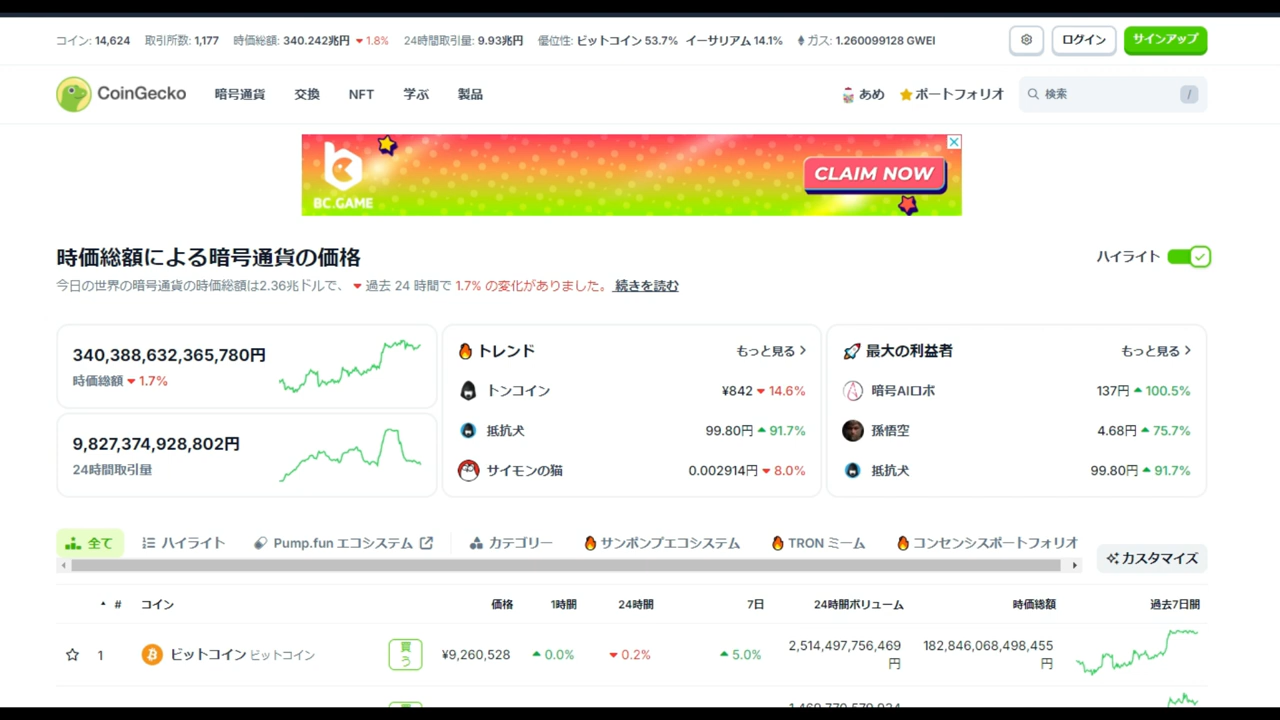 コイン: 14,624 取引所数: 1,177 時価総額: 340.242兆円 1.8% 24時間取引量: 9.93兆円 優位性: ビットコイン 53.7% イーサリアム 14.1% ガス: 1.260099128 GWEI
ログイン
サインアップ
CoinGecko
暗号通貨 交換 NFT 学ぶ 製品
あめ ポートフォリオ
検索 /
BC.GAME
CLAIM NOW
時価総額による暗号通貨の価格
ハイライト
今日の世界の暗号通貨の時価総額は2.36兆ドルで、 過去 24 時間で 1.7% の変化がありました。 続きを読む
340,388,632,365,780円
時価総額 1.7%
9,827,374,928,802円
24時間取引量
トレンド もっと見る
トンコイン ¥842 14.6%
抵抗犬 99.80円 91.7%
サイモンの猫 0.002914円 8.0%
最大の利益者 もっと見る
暗号AIロボ 137円 100.5%
孫悟空 4.68円 75.7%
抵抗犬 99.80円 91.7%
全て ハイライト Pump.fun エコシステム カテゴリー サンポンプエコシステム TRON ミーム コンセンシスポートフォリオ
カスタマイズ
# コイン 価格 1時間 24時間 7日 24時間ボリューム 時価総額 過去7日間
1 ビットコイン ビットコイン 買う ¥9,260,528 0.0% 0.2% 5.0% 2,514,497,756,469円 182,846,068,498,455円